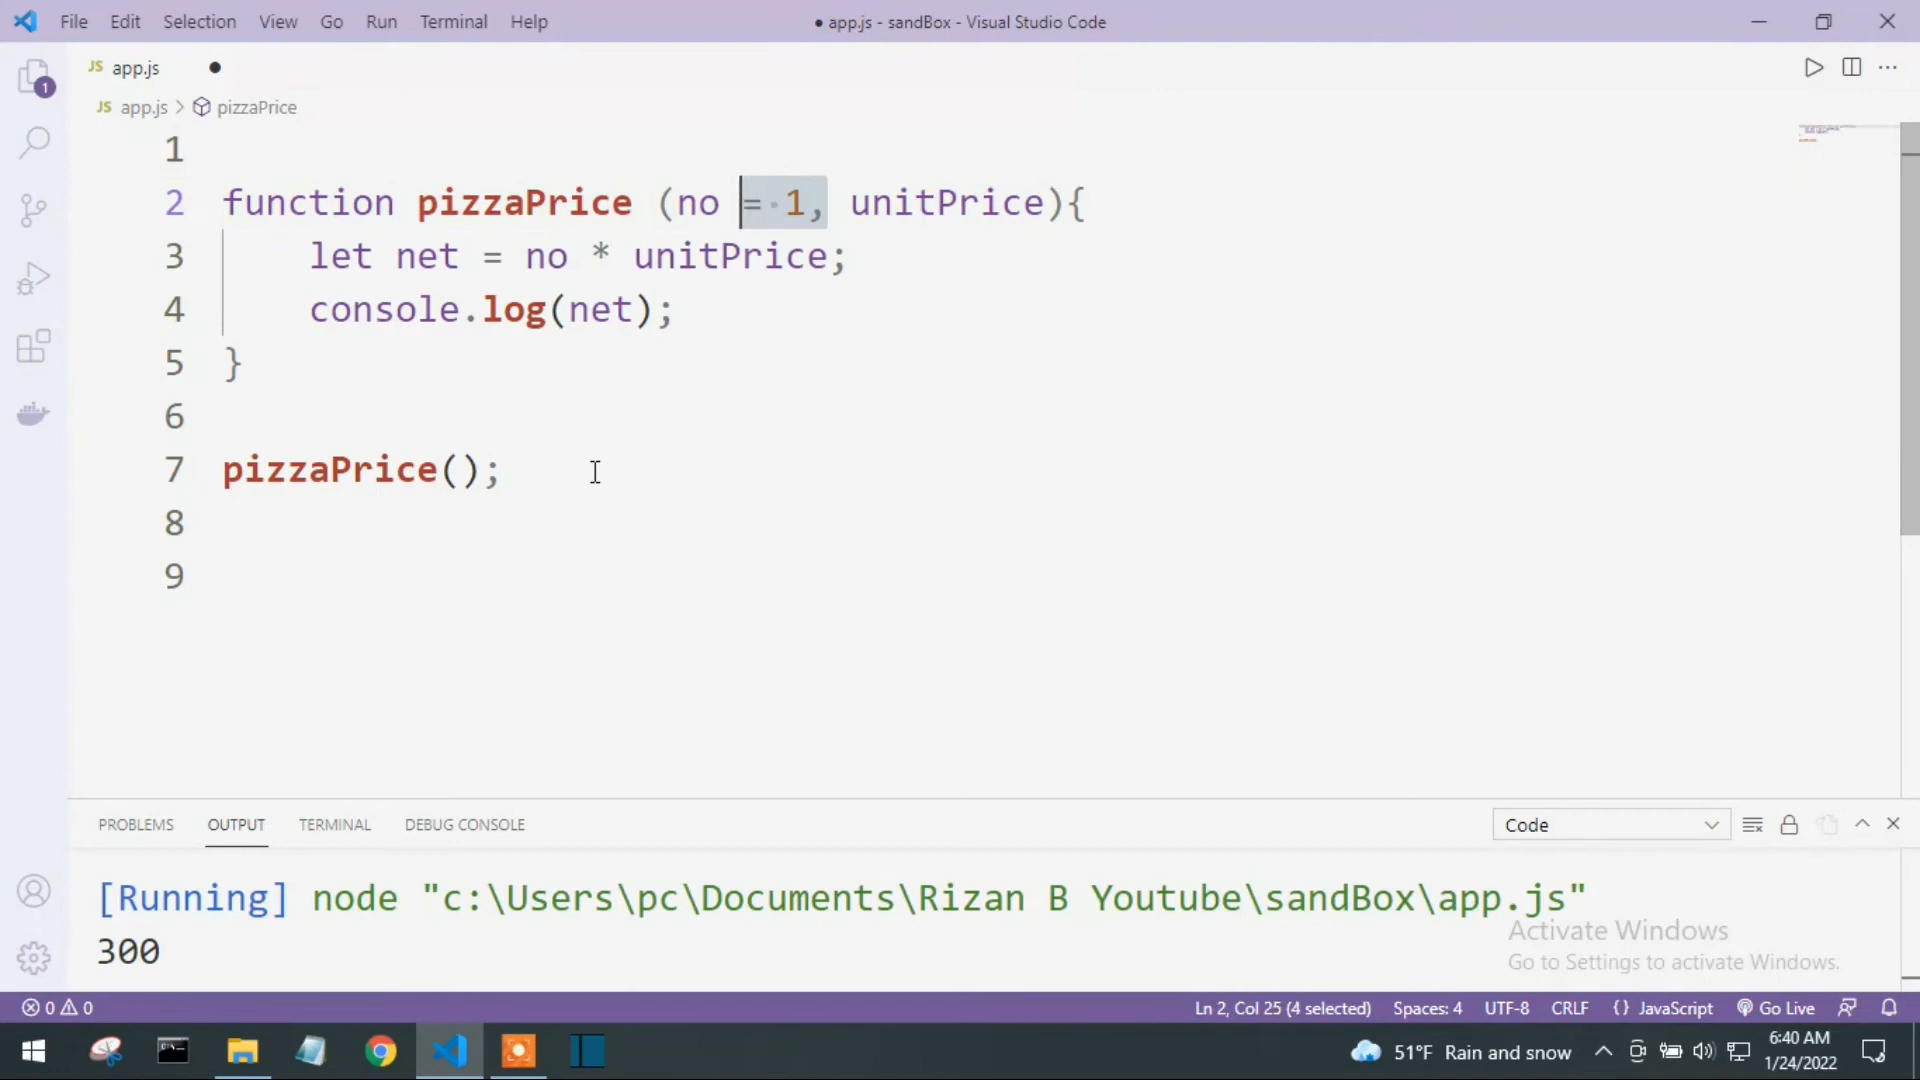 File Edit Selection View Go Run Terminal Help
● app.js - sandBox - Visual Studio Code
JS app.js ●
JS app.js > pizzaPrice
1
2 function pizzaPrice (no = 1, unitPrice){
3 let net = no * unitPrice;
4 console.log(net);
5 }
6
7 pizzaPrice();
8
9
1
PROBLEMS OUTPUT TERMINAL DEBUG CONSOLE
Code
[Running] node "c:\Users\pc\Documents\Rizan B Youtube\sandBox\app.js"
300
Activate Windows
Go to Settings to activate Windows.
0 0
Ln 2, Col 25 (4 selected) Spaces: 4 UTF-8 CRLF {} JavaScript Go Live
51°F Rain and snow
6:40 AM
1/24/2022